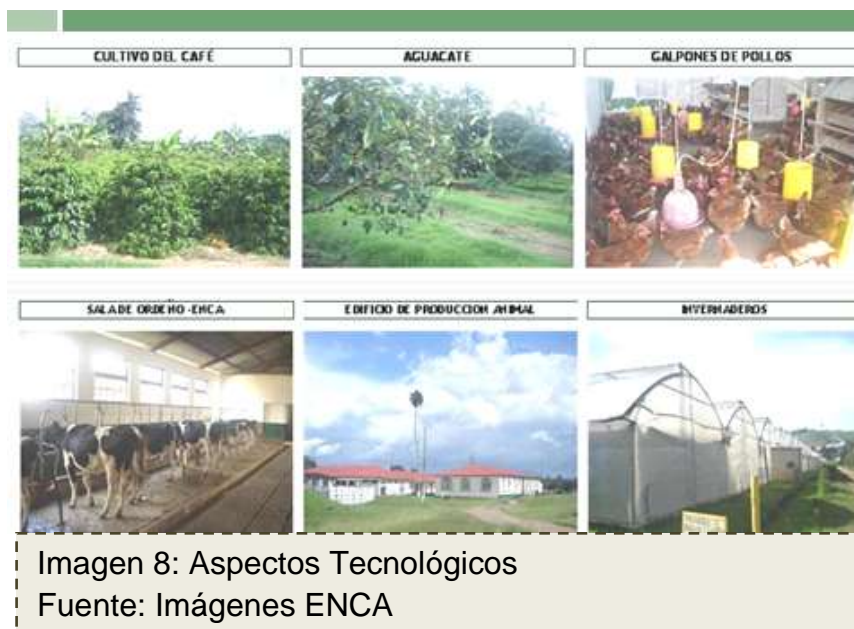 CULTIVO DEL CAFÉ
AGUACATE
GALPONES DE POLLOS
SALA DE ORDEÑO -ENCA
EDIFICIO DE PRODUCCION ANIMAL
INVERNADEROS
Imagen 8: Aspectos Tecnológicos
Fuente: Imágenes ENCA